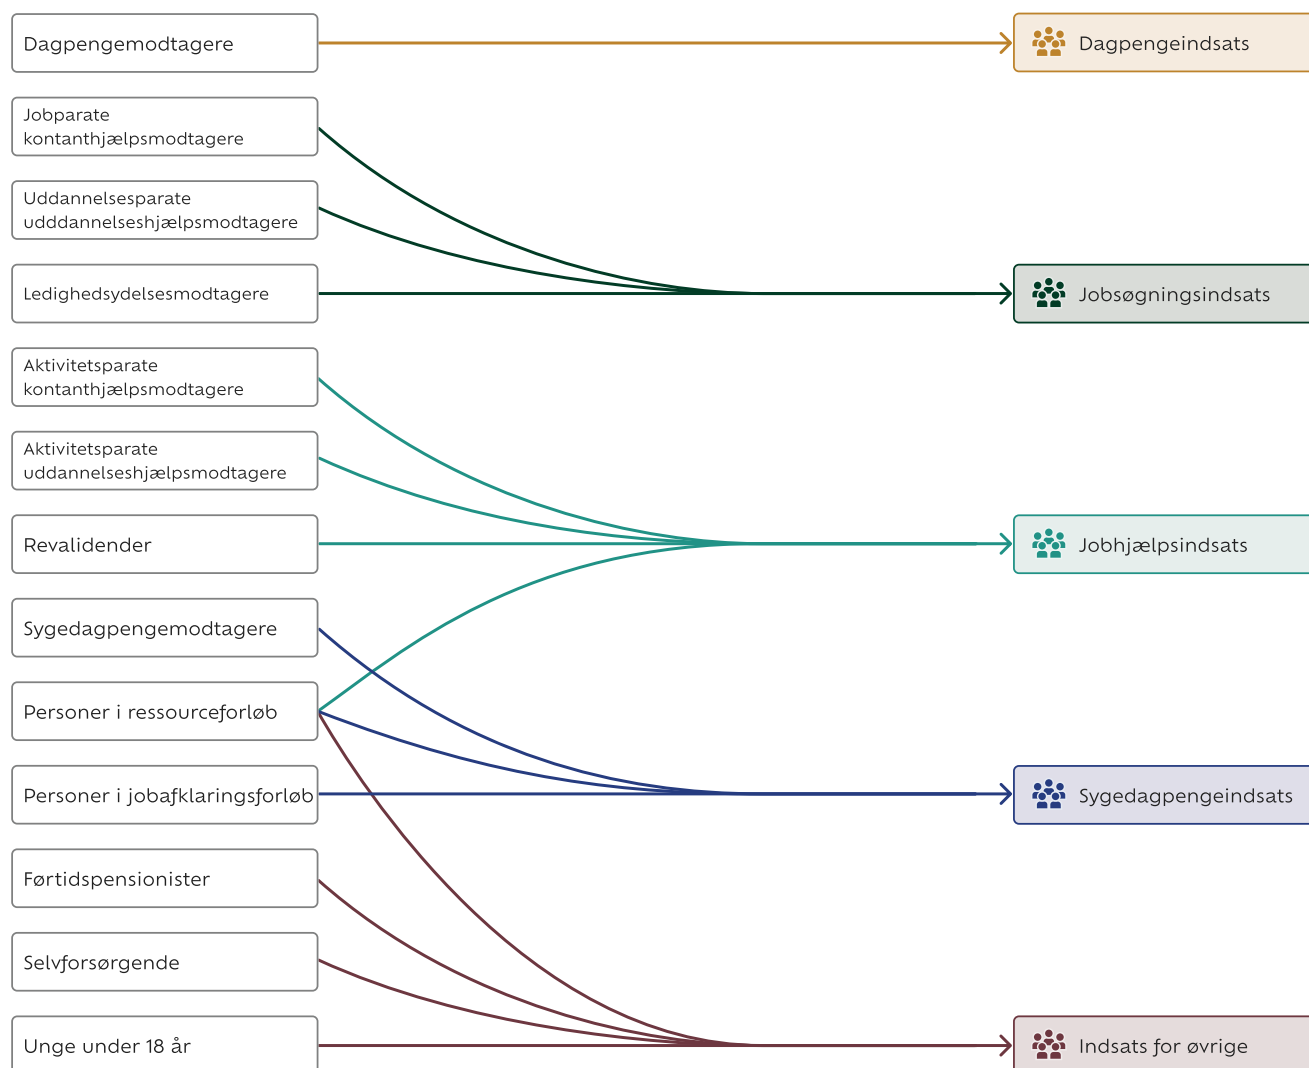 Dagpengemodtagere
Dagpengeindsats
Jobparate
kontanthjælpsmodtagere
Uddannelsesparate
udddannelseshjælpsmodtagere
Ledighedsydelsesmodtagere
Jobsøgningsindsats
Aktivitetsparate
kontanthjælpsmodtagere
Aktivitetsparate
uddannelseshjælpsmodtagere
Revalidender
Jobhjælpsindsats
Sygedagpengemodtagere
Personer i ressourceforløb
Personer i jobafklaringsforløb
Sygedagpengeindsats
Førtidspensionister
Selvforsørgende
Unge under 18 år
Indsats for øvrige